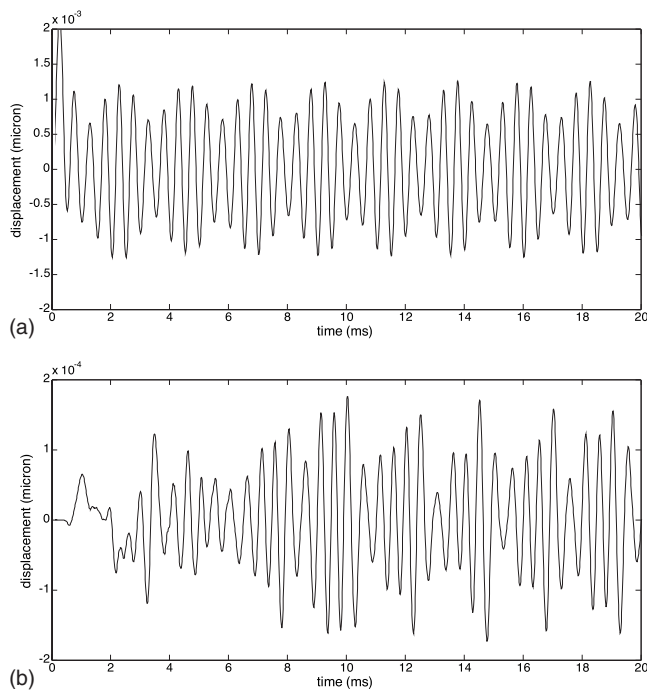 2 x 10-3
1.5
1
0.5
0
-0.5
-1
-1.5
-2
displacement (micron)
0 2 4 6 8 10 12 14 16 18 20
time (ms)
(a)
2 x 10-4
1
0
-1
-2
displacement (micron)
0 2 4 6 8 10 12 14 16 18 20
time (ms)
(b)